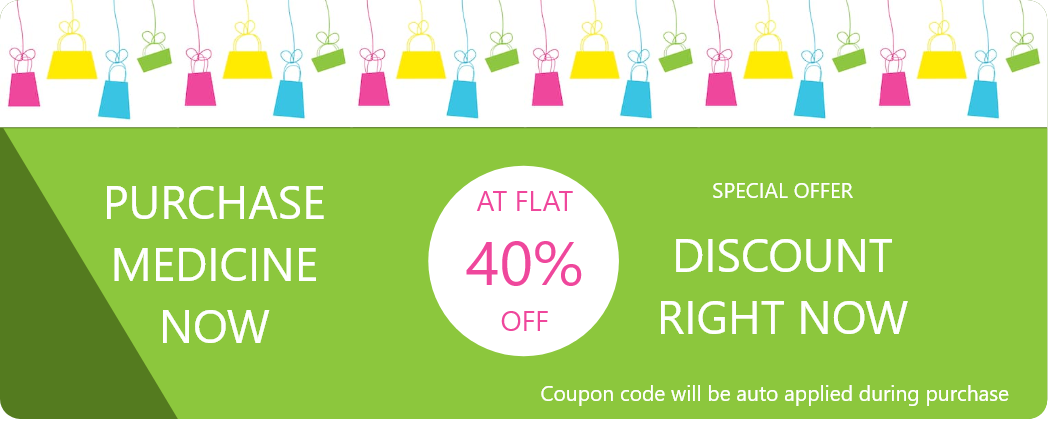 PURCHASE
MEDICINE
NOW
AT FLAT
40%
OFF
SPECIAL OFFER
DISCOUNT
RIGHT NOW
Coupon code will be auto applied during purchase